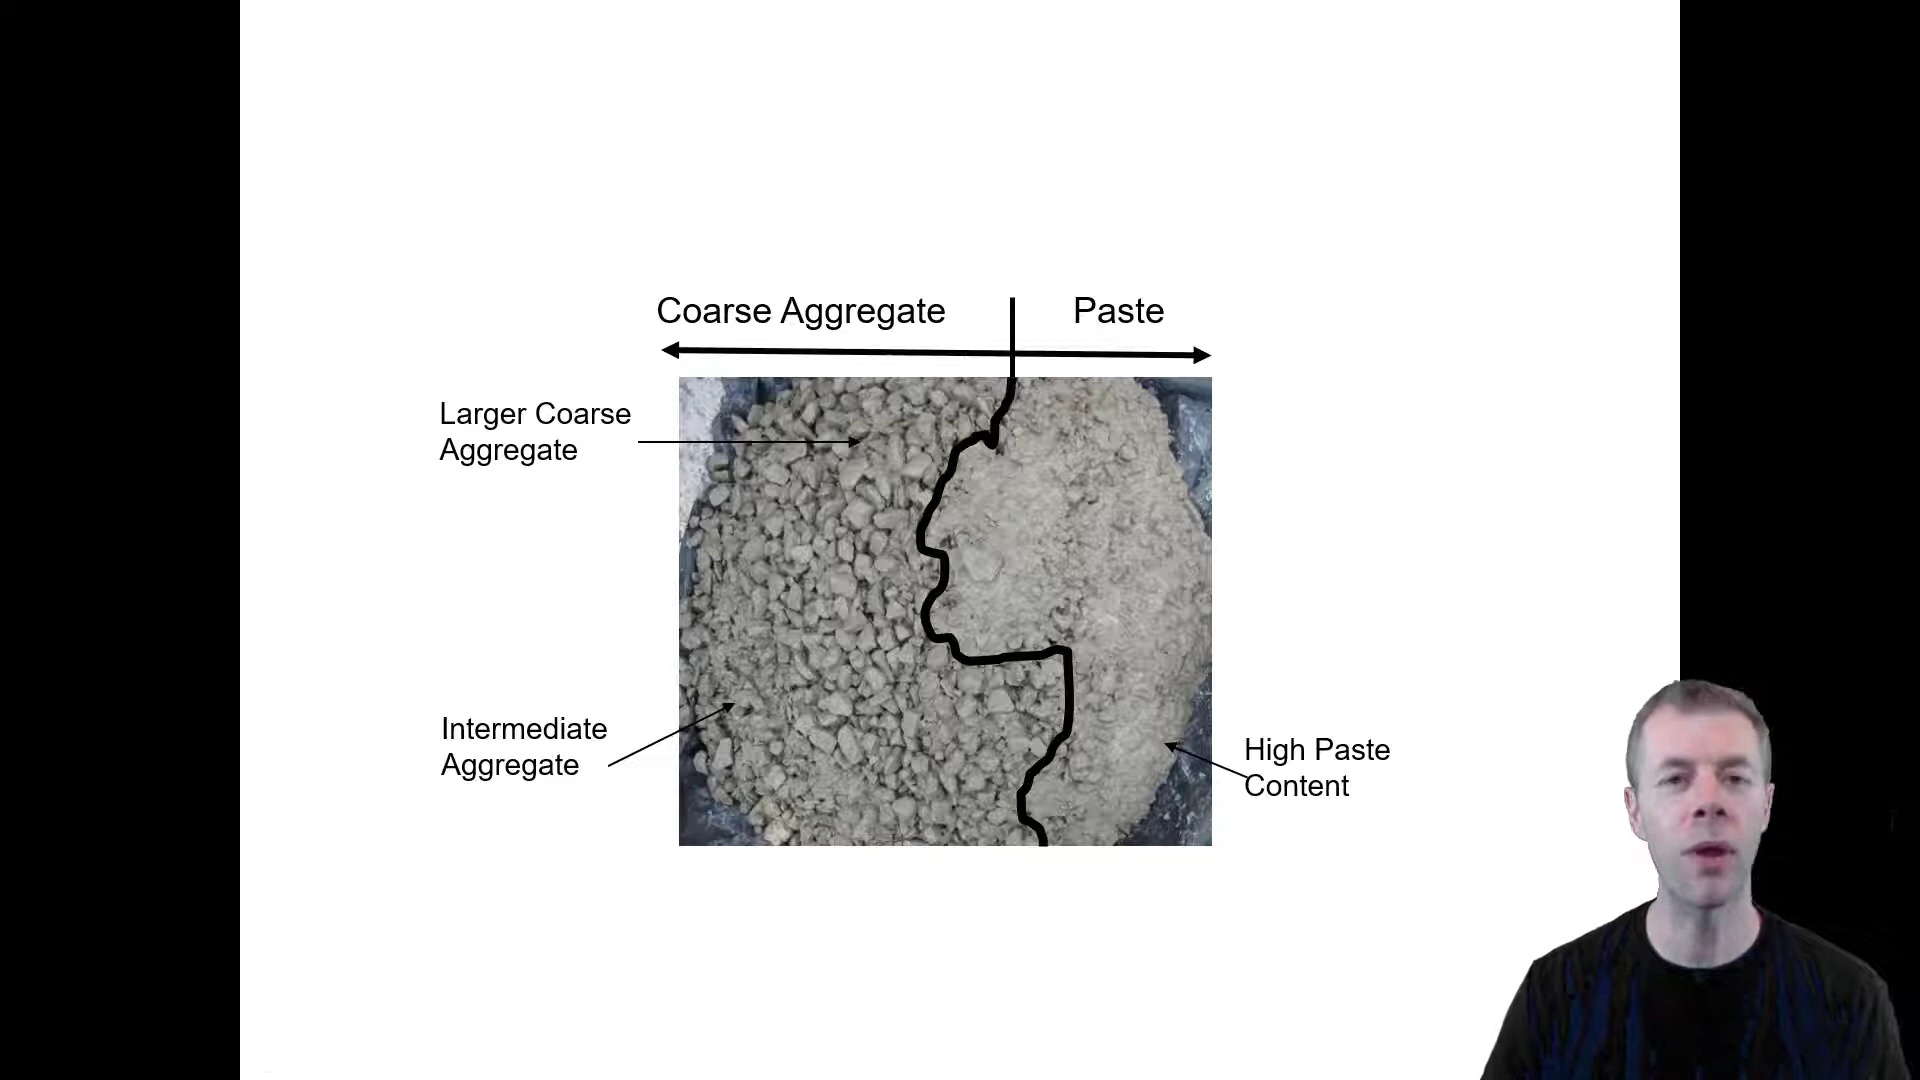 Coarse Aggregate
Paste
Larger Coarse
Aggregate
Intermediate
Aggregate
High Paste
Content